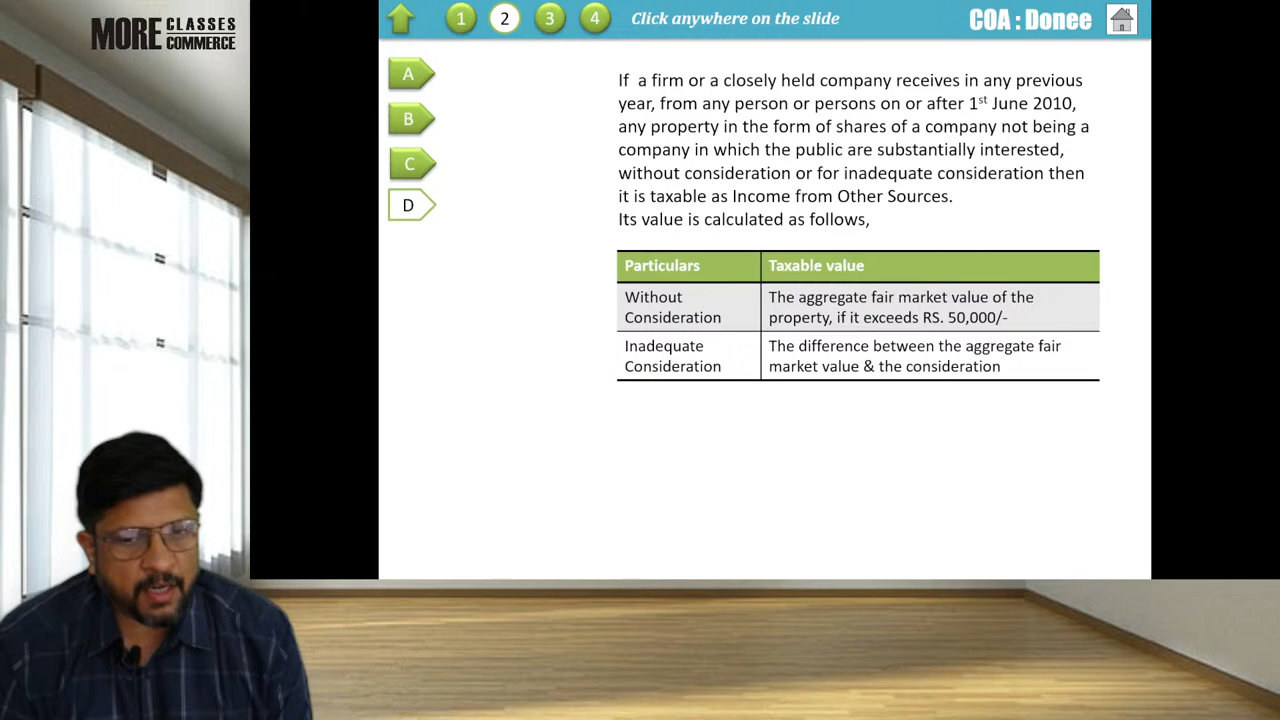 MORE CLASSES COMMERCE
1 2 3 4 Click anywhere on the slide COA : Donee
A
B
C
D
If a firm or a closely held company receives in any previous
year, from any person or persons on or after 1st June 2010,
any property in the form of shares of a company not being a
company in which the public are substantially interested,
without consideration or for inadequate consideration then
it is taxable as Income from Other Sources.
Its value is calculated as follows,
Particulars Taxable value
Without The aggregate fair market value of the
Consideration property, if it exceeds RS. 50,000/-
Inadequate The difference between the aggregate fair
Consideration market value & the consideration